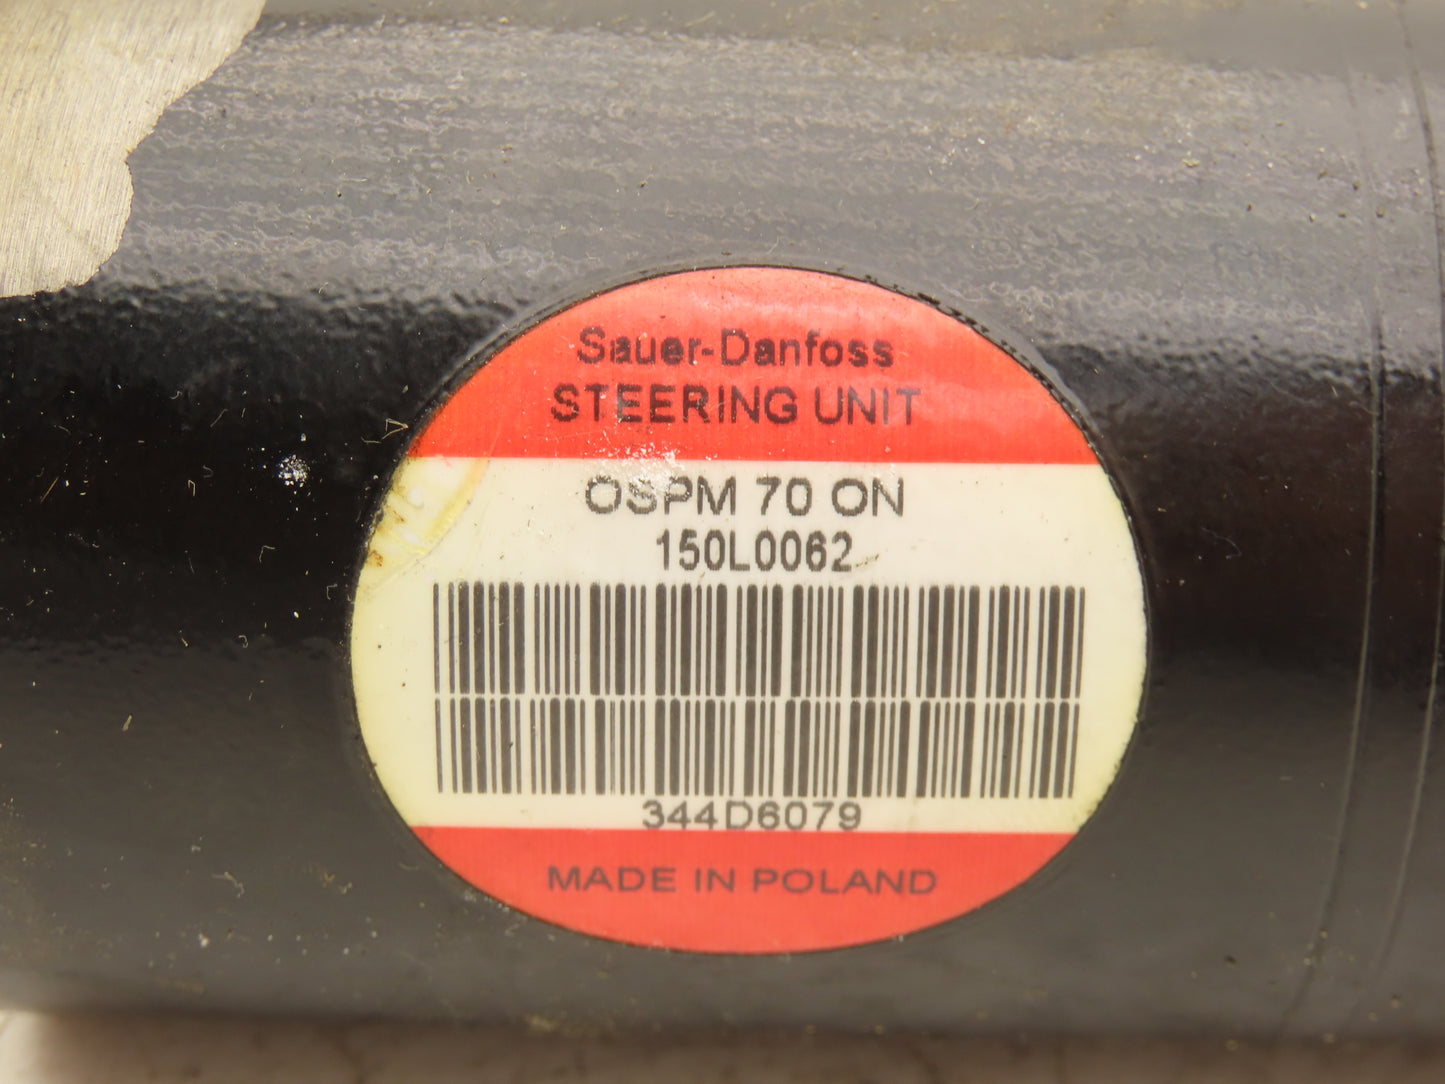 Sauer-Danfoss
STEERING UNIT
OSPM 70 ON
150L0062
344D6079
MADE IN POLAND